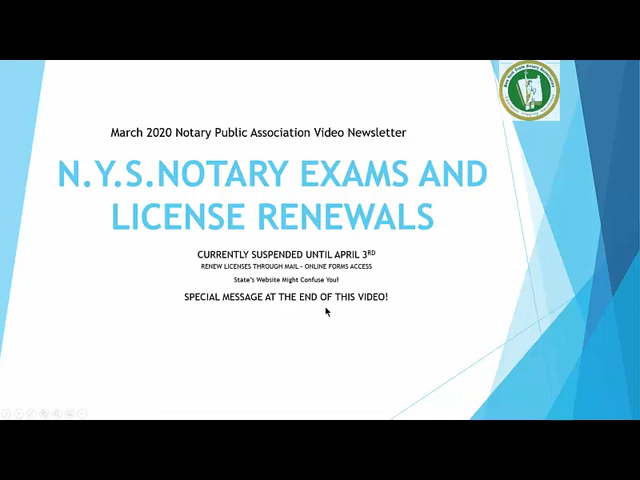 March 2020 Notary Public Association Video Newsletter
N.Y.S.NOTARY EXAMS AND
LICENSE RENEWALS
CURRENTLY SUSPENDED UNTIL APRIL 3RD
RENEW LICENSES THROUGH MAIL – ONLINE FORMS ACCESS
State's Website Might Confuse You!
SPECIAL MESSAGE AT THE END OF THIS VIDEO!